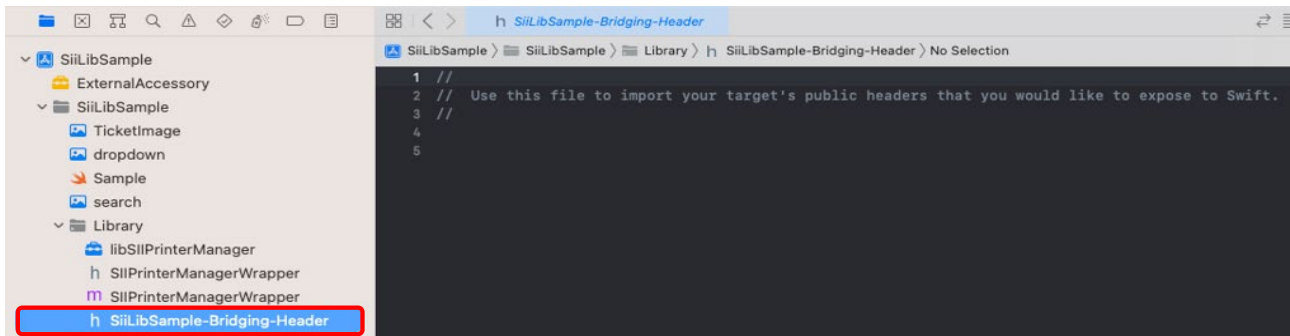 h SiiLibSample-Bridging-Header
SiiLibSample
ExternalAccessory
SiiLibSample
TicketImage
dropdown
Sample
search
Library
libSIIPrinterManager
h SIIPrinterManagerWrapper
m SIIPrinterManagerWrapper
h SiiLibSample-Bridging-Header
SiiLibSample 〉 SiiLibSample 〉 Library 〉 h SiiLibSample-Bridging-Header 〉 No Selection
1 //
2 // Use this file to import your target's public headers that you would like to expose to Swift.
3 //
4
5